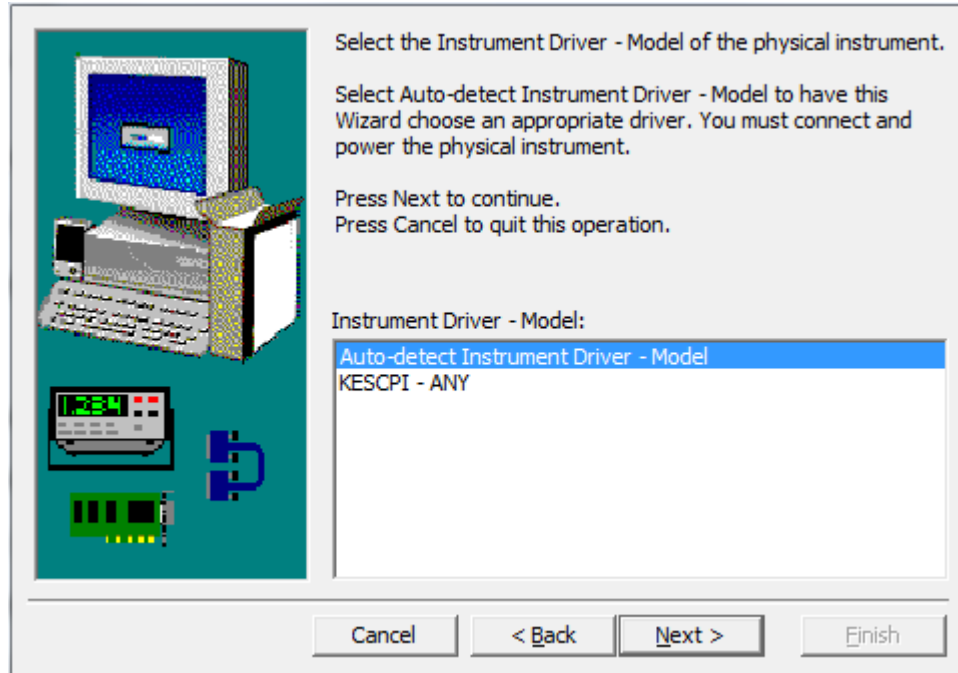 Select the Instrument Driver - Model of the physical instrument.
Select Auto-detect Instrument Driver - Model to have this
Wizard choose an appropriate driver. You must connect and
power the physical instrument.
Press Next to continue.
Press Cancel to quit this operation.
Instrument Driver - Model:
Auto-detect Instrument Driver - Model
KESCPI - ANY
1.234
Cancel
< Back
Next >
Finish